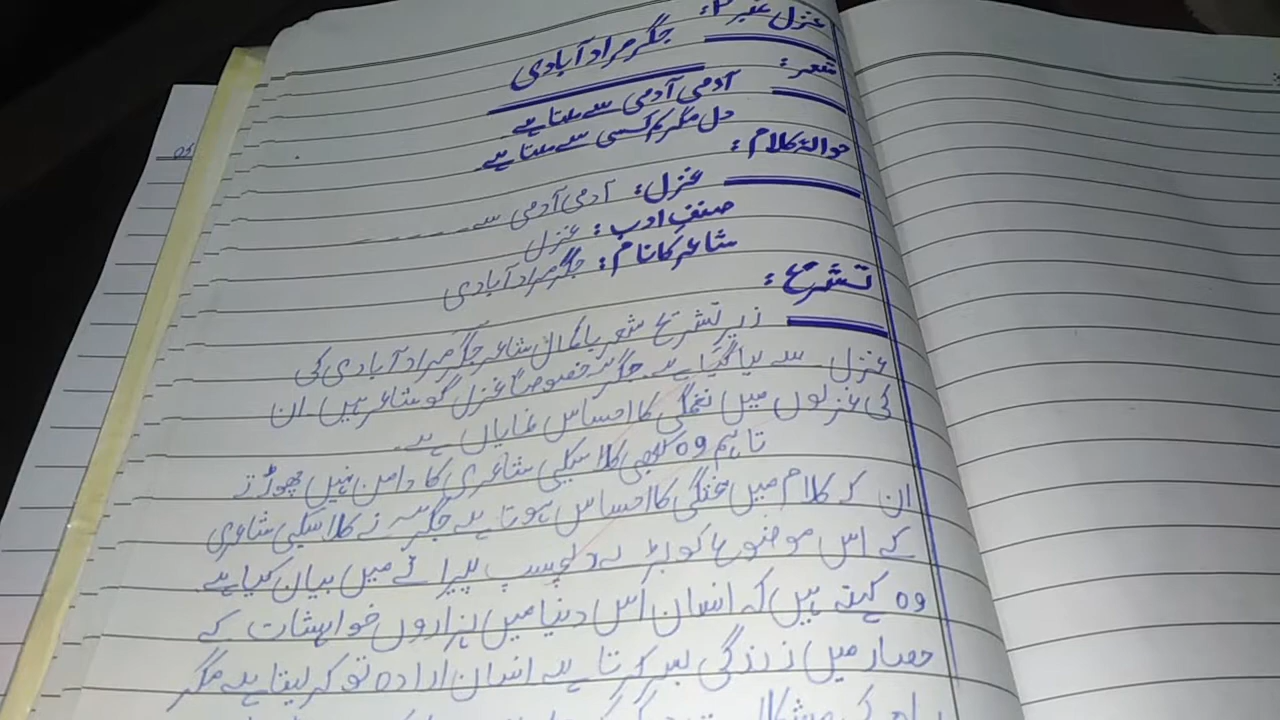 غزل نمبر ۲:
جگر مراد آبادی
شعر:
آدمی آدمی سے ملتا ہے
دل مگر کم کسی سے ملتا ہے
حوالۂ کلام:
غزل: آدمی آدمی سے ------
صنفِ ادب: غزل
شاعر کا نام: جگر مراد آبادی
تشریح:
زیر تشریح شعر باکمال شاعر جگر مراد آبادی کی
غزل سے لیا گیا ہے۔ جگر خصوصاً غزل گو شاعر ہیں۔ ان
کی غزلوں میں نغمگی کا احساس نمایاں ہے۔
تاہم وہ کبھی کلاسیکی شاعری کا دامن نہیں چھوڑتے
ان کے کلام میں کا احساس ہوتا ہے جگر نے کلاسیکی شاعری
کے اس موضوع کو بڑے دلچسپ پیرائے میں بیان کیا ہے
وہ کہتے ہیں کہ انسان اس دنیا میں ہزاروں خواہشات کے
حصار میں زندگی بسر کرتا ہے انسان ارادہ تو کر لیتا ہے مگر